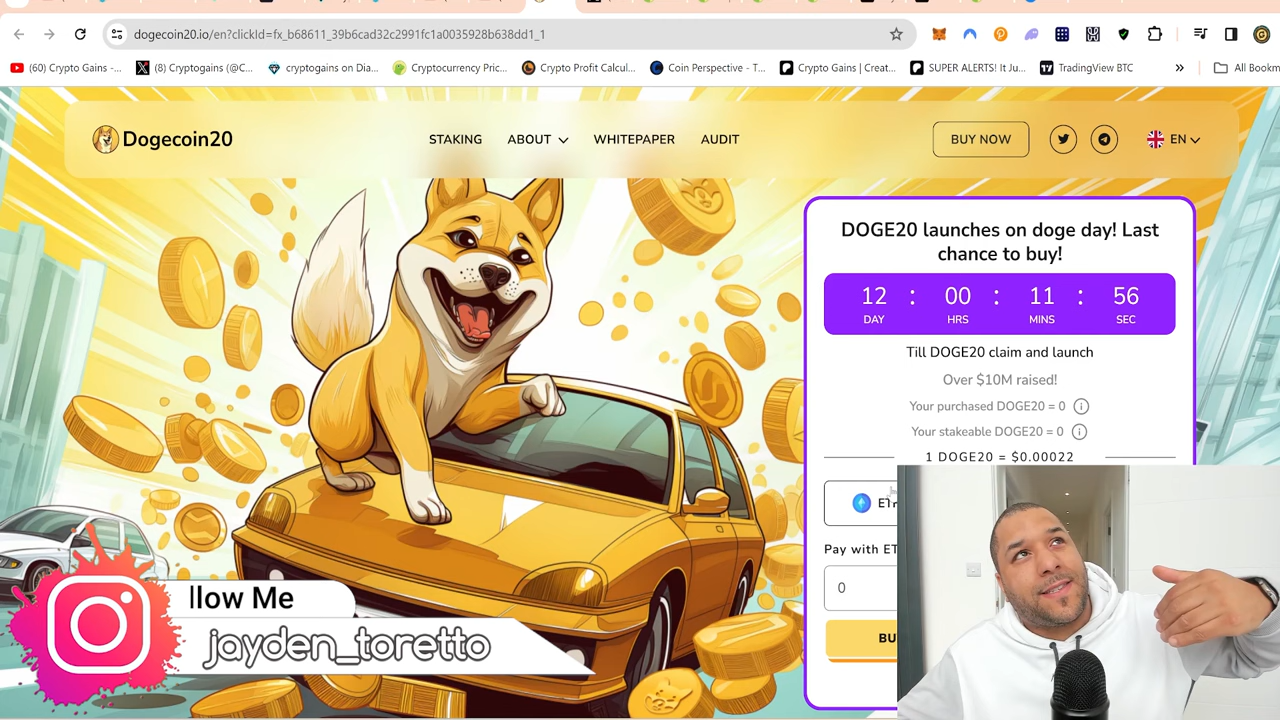 dogecoin20.io/en?clickId=fx_b0b611_39b6cad32c2991fc1a0955928b638dd1_1
(60) Crypto Gains -...
(8) Cryptogains (@C...
cryptogains on Dia...
Cryptocurrency Pric...
Crypto Profit Calcul...
Coin Perspective - T...
Crypto Gains | Creat...
SUPER ALERTS! It Ju...
TradingView BTC
»
All Bookm
Dogecoin20
STAKING
ABOUT
WHITEPAPER
AUDIT
BUY NOW
EN
DOGE20 launches on doge day! Last
chance to buy!
12 : 00 : 11 : 56
DAY HRS MINS SEC
Till DOGE20 claim and launch
Over $10M raised!
Your purchased DOGE20 = 0
Your stakeable DOGE20 = 0
1 DOGE20 = $0.00022
Pay with ET
0
BU
llow Me
jayden_toretto